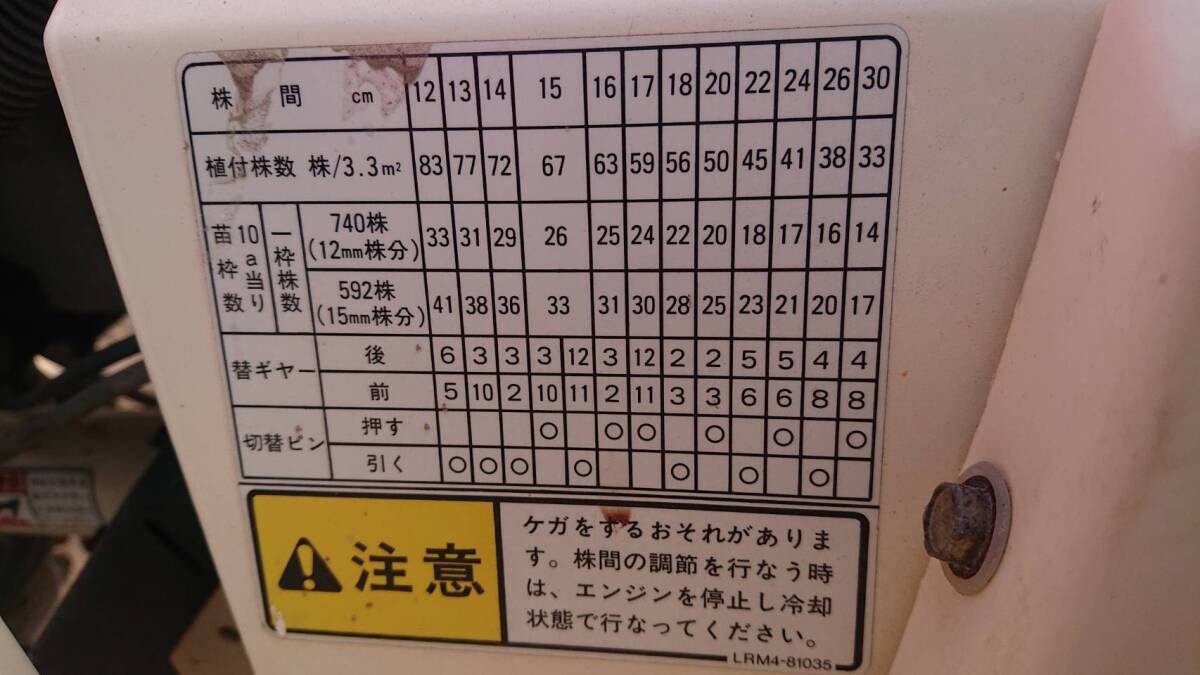 株間 cm 12 13 14 15 16 17 18 20 22 24 26 30
植付株数 株/3.3m² 83 77 72 67 63 59 56 50 45 41 38 33
苗枠数 10a当り 一枠株数 740株 (12mm株分) 33 31 29 26 25 24 22 20 18 17 16 14
592株 (15mm株分) 41 38 36 33 31 30 28 25 23 21 20 17
替ギヤー 後 6 3 3 3 12 3 12 2 2 5 5 4 4
前 5 10 2 10 11 2 11 3 3 6 6 8 8
切替ピン 押す ○ ○ ○ ○ ○ ○
引く ○ ○ ○ ○ ○ ○ ○
注意
ケガをするおそれがありま
す。株間の調節を行なう時
は、エンジンを停止し冷却
状態で行なってください。
LRM4-81035